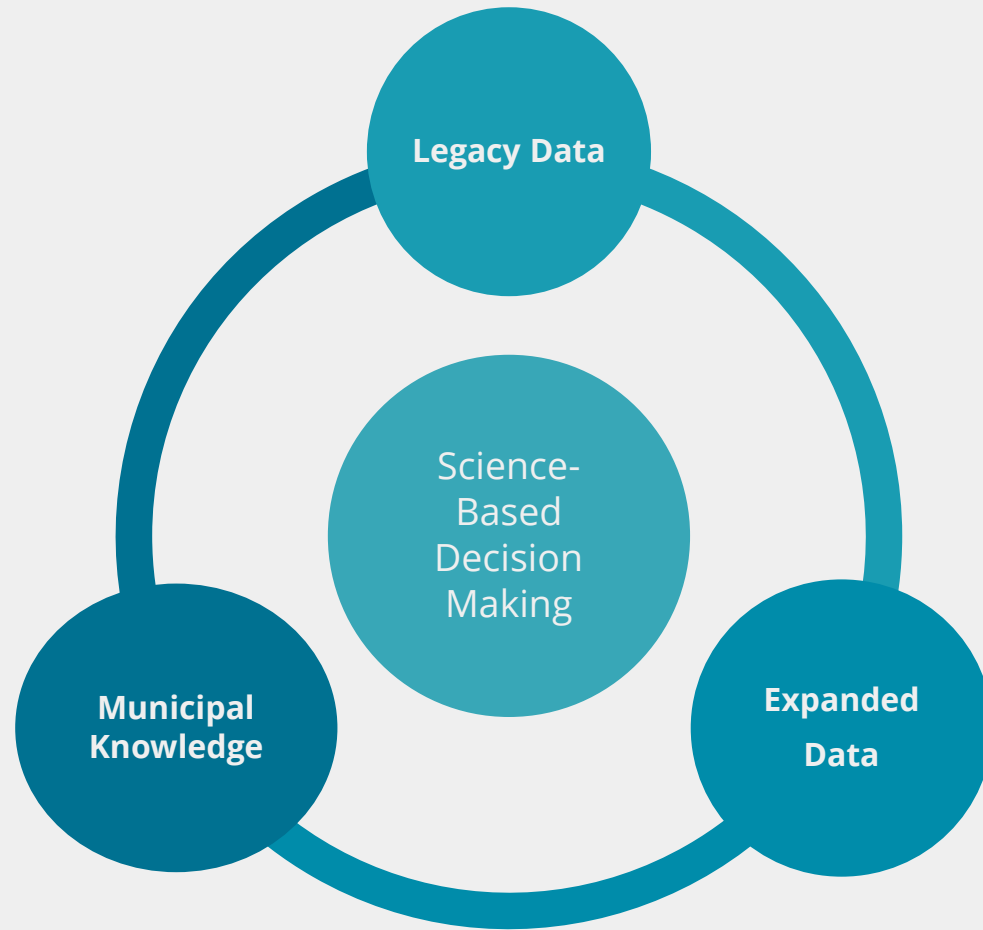 Legacy Data
Science-
Based
Decision
Making
Municipal
Knowledge
Expanded
Data